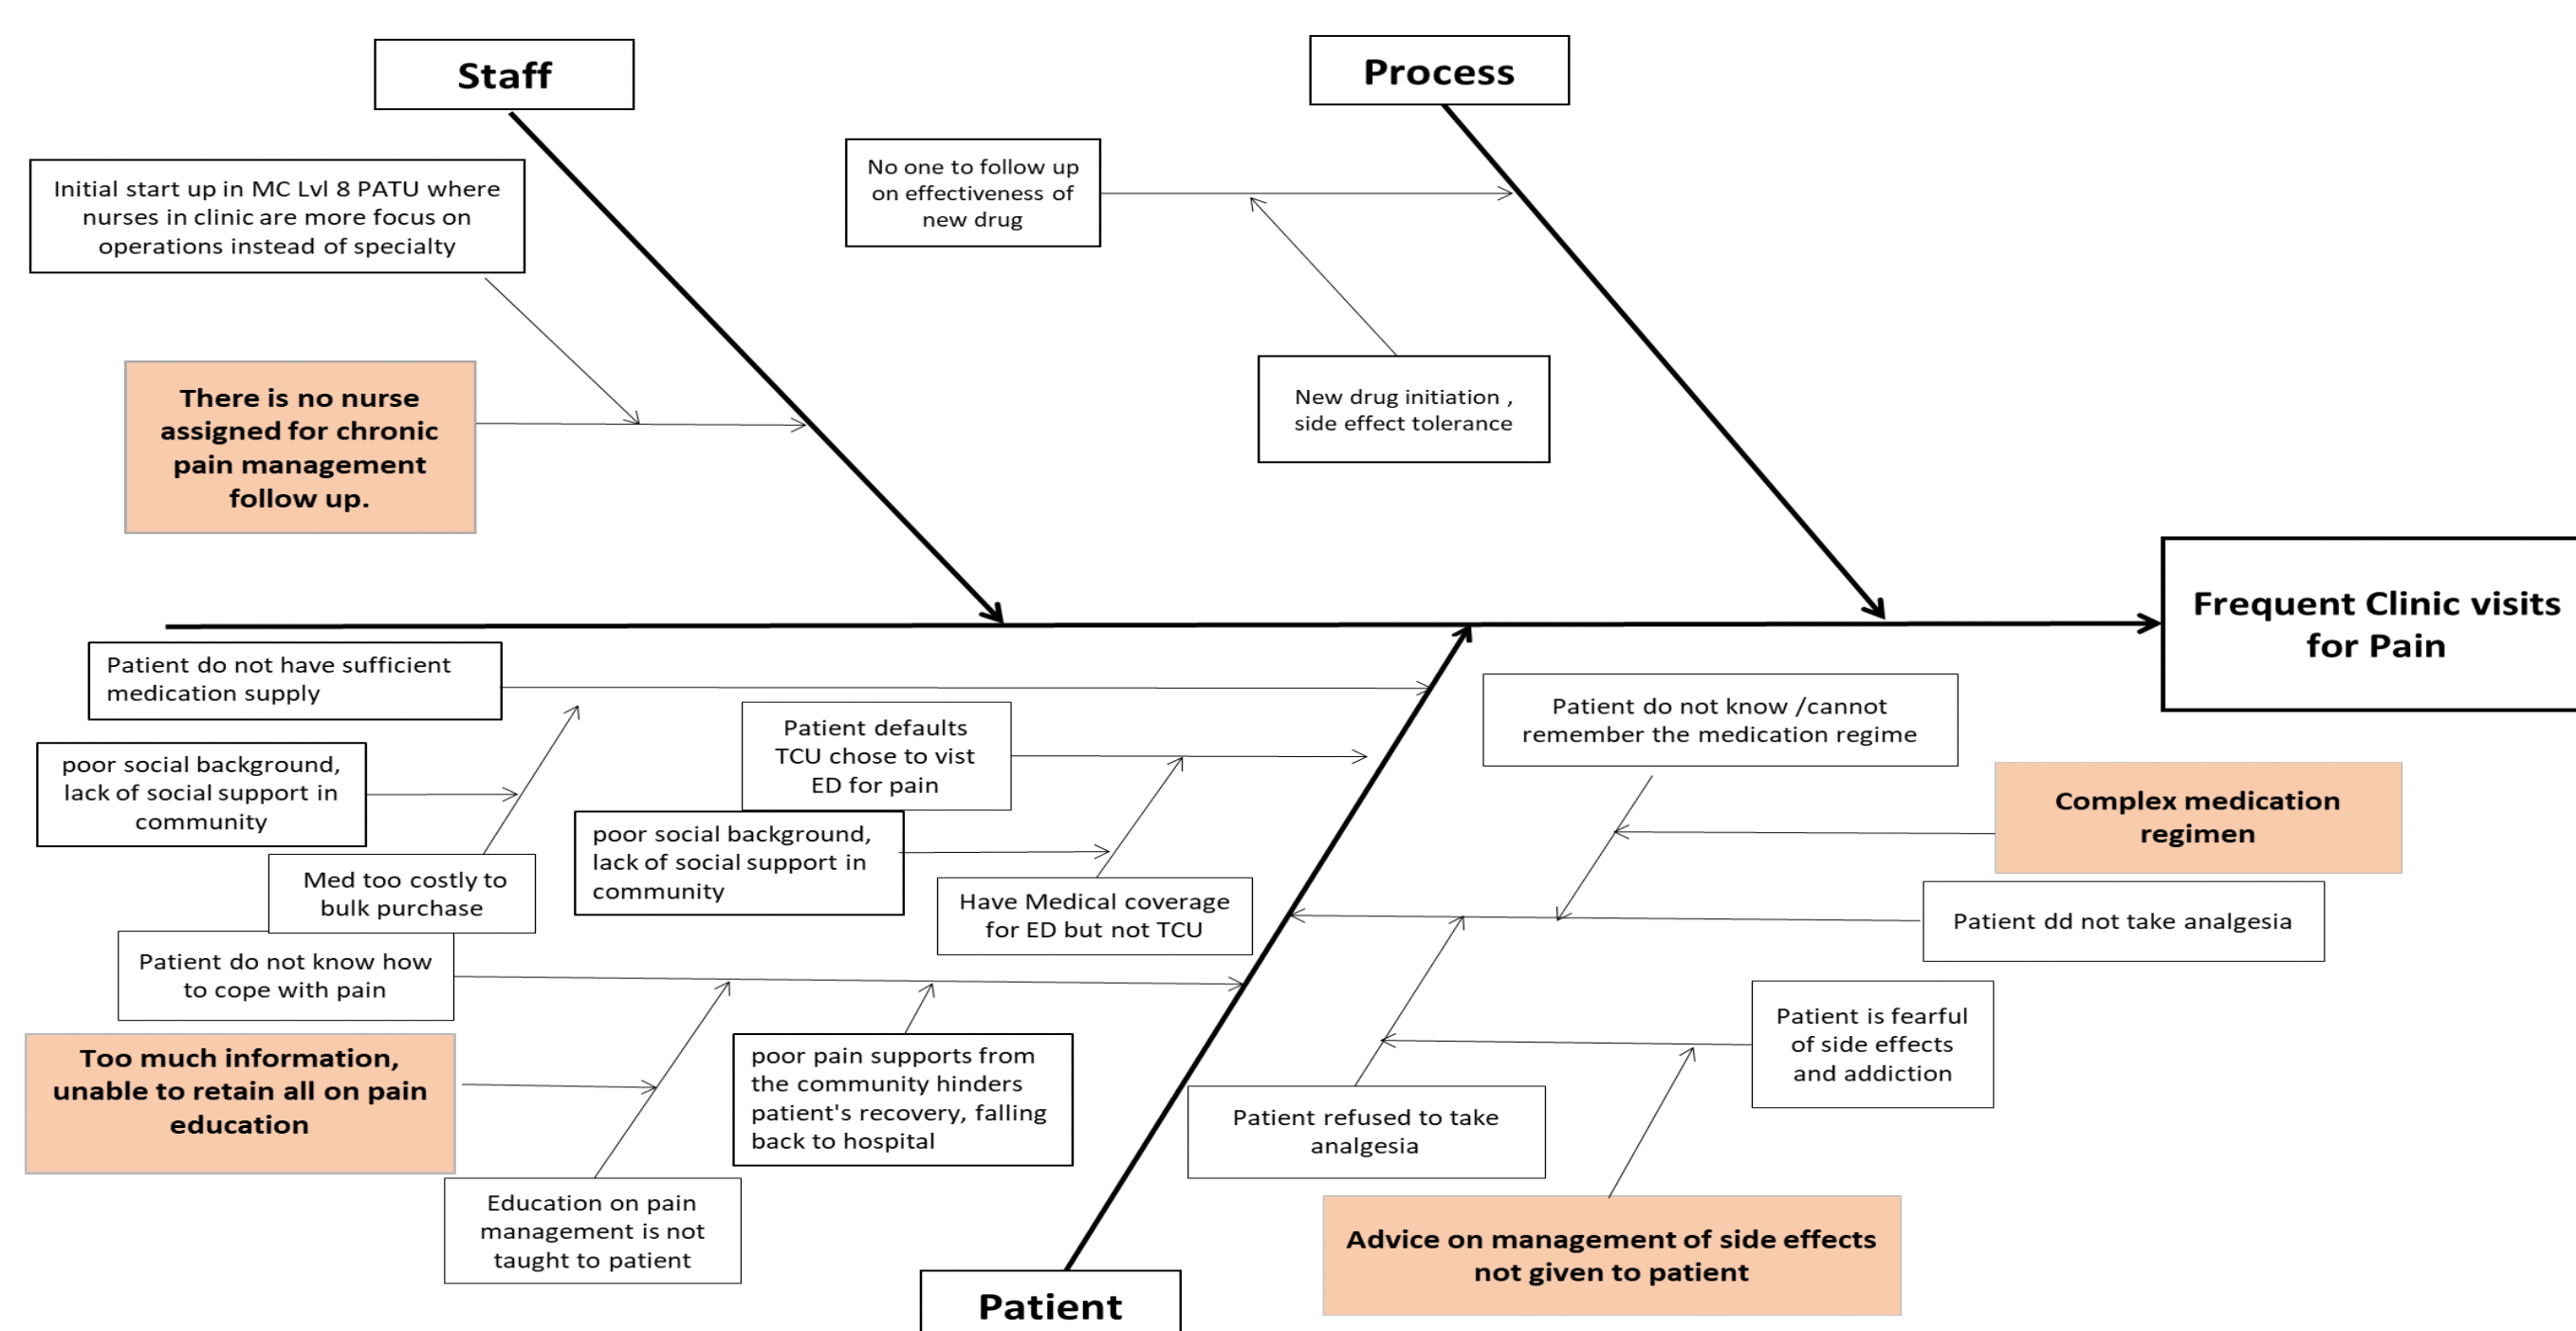 Staff
Process
Initial start up in MC Lvl 8 PATU where
nurses in clinic are more focus on
operations instead of specialty
No one to follow up
on effectiveness of
new drug
There is no nurse
assigned for chronic
pain management
follow up.
New drug initiation ,
side effect tolerance
Frequent Clinic visits
for Pain
Patient do not have sufficient
medication supply
poor social background,
lack of social support in
community
Med too costly to
bulk purchase
Patient defaults
TCU chose to vist
ED for pain
poor social background,
lack of social support in
community
Have Medical coverage
for ED but not TCU
Patient do not know how
to cope with pain
Too much information,
unable to retain all on pain
education
Education on pain
management is not
taught to patient
poor pain supports from
the community hinders
patient's recovery, falling
back to hospital
Patient do not know /cannot
remember the medication regime
Complex medication
regimen
Patient dd not take analgesia
Patient is fearful
of side effects
and addiction
Patient refused to take
analgesia
Advice on management of side effects
not given to patient
Patient